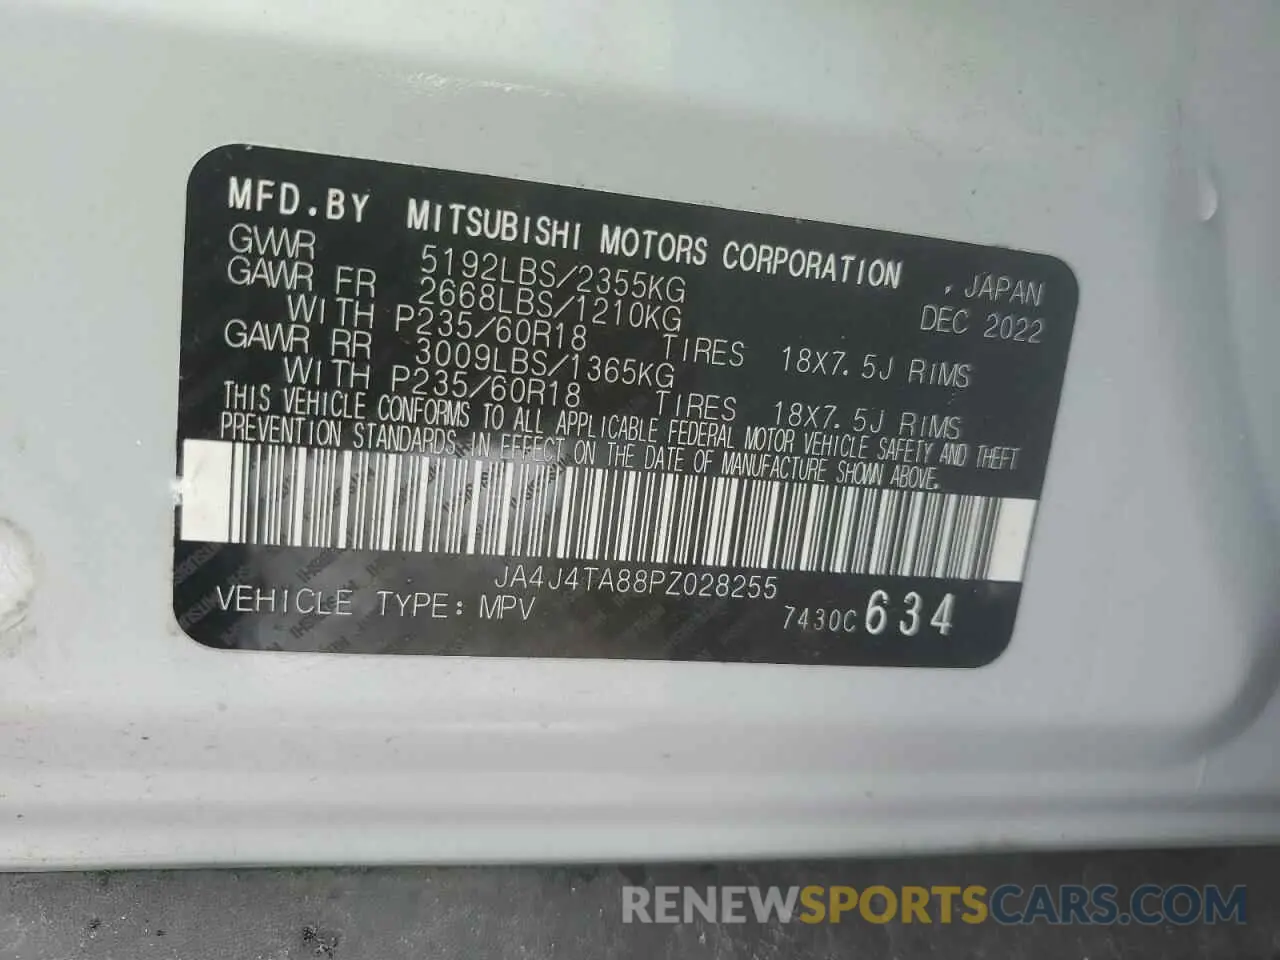 MFD.BY MITSUBISHI MOTORS CORPORATION , JAPAN
GVWR 5192LBS/2355KG DEC 2022
GAWR FR 2668LBS/1210KG
WITH P235/60R18 TIRES 18X7.5J RIMS
GAWR RR 3009LBS/1365KG
WITH P235/60R18 TIRES 18X7.5J RIMS
THIS VEHICLE CONFORMS TO ALL APPLICABLE FEDERAL MOTOR VEHICLE SAFETY AND THEFT
PREVENTION STANDARDS IN EFFECT ON THE DATE OF MANUFACTURE SHOWN ABOVE.
JA4J4TA88PZ028255
VEHICLE TYPE: MPV 7430C 634
RENEWSPORTSCARS.COM